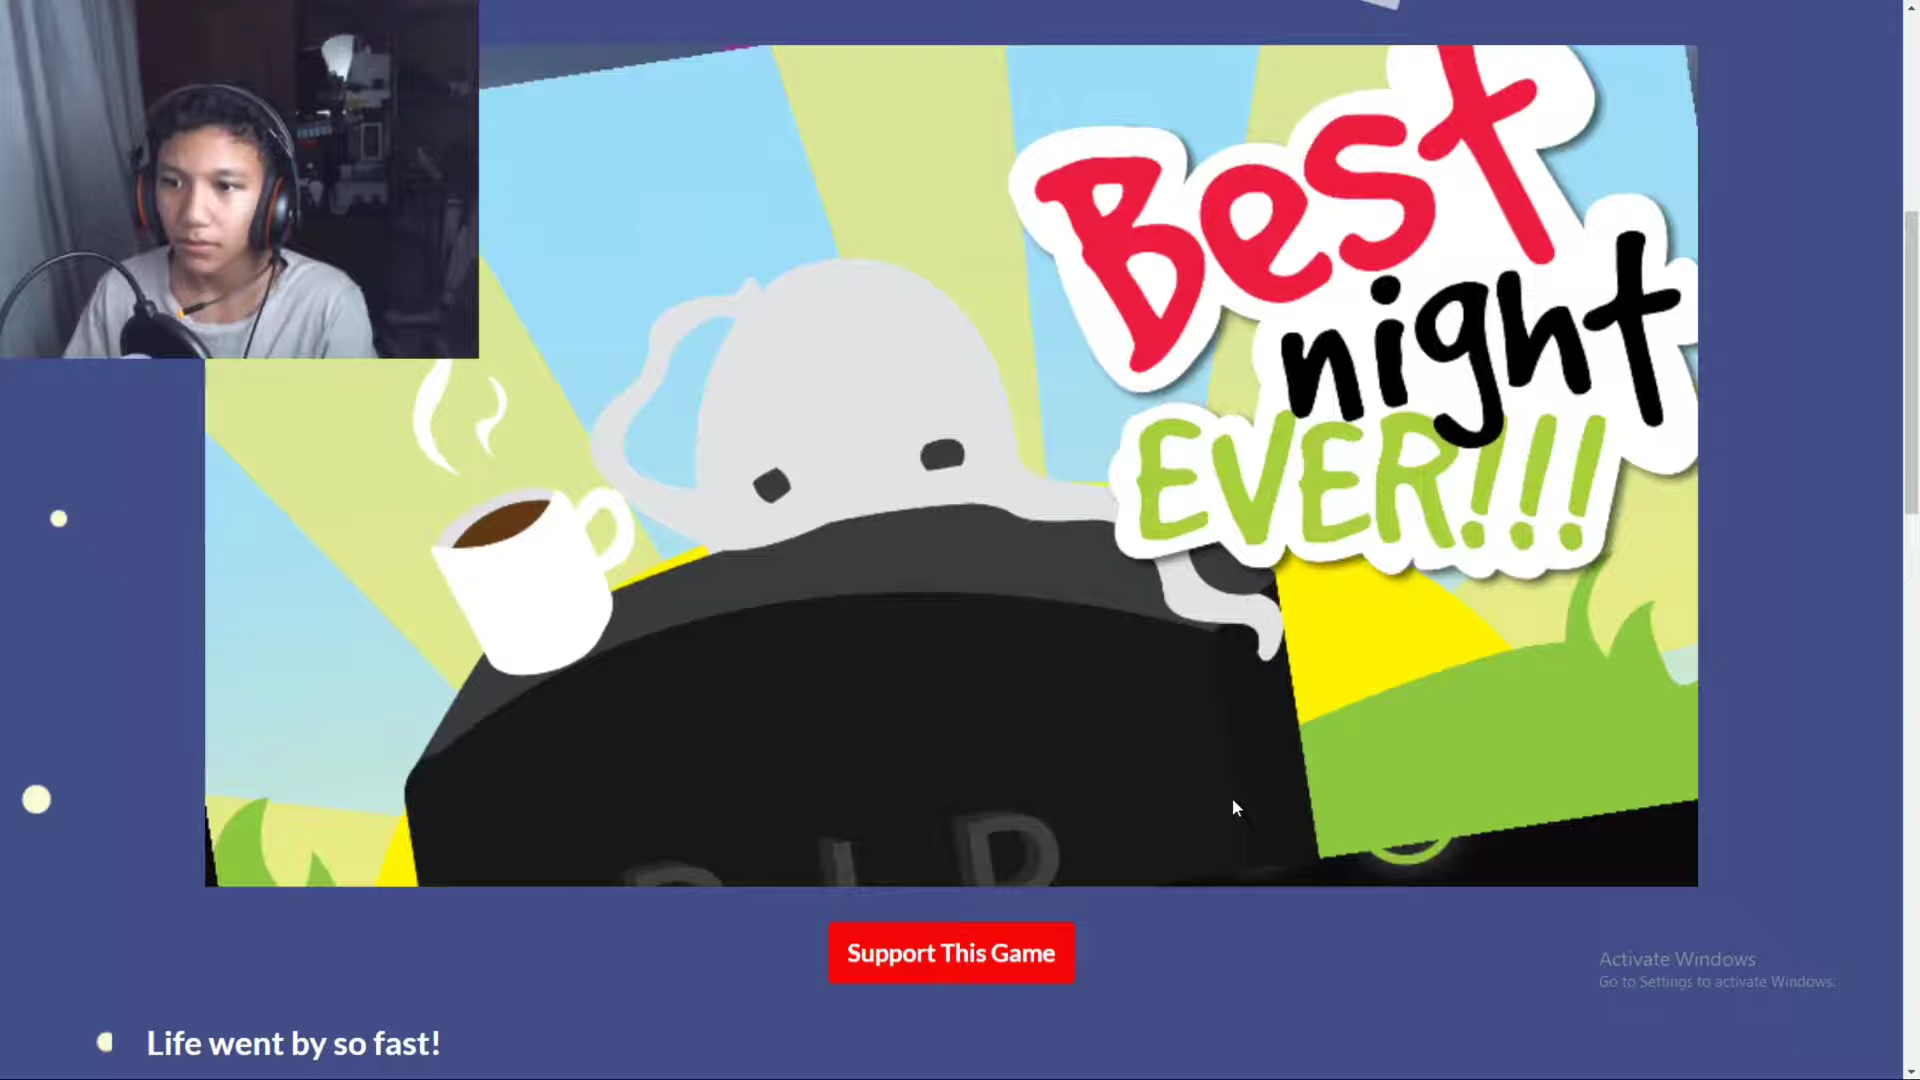 Best
night
EVER!!!
R I P
Support This Game
Activate Windows
Go to Settings to activate Windows.
Life went by so fast!